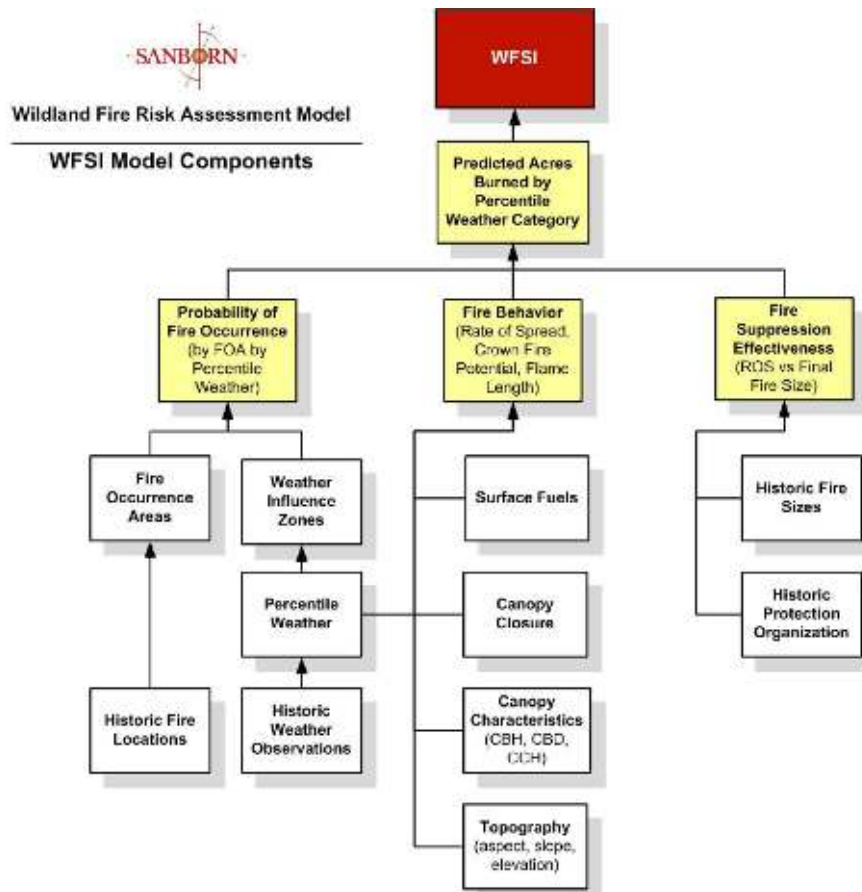 SANBORN
Wildland Fire Risk Assessment Model
WFSI Model Components
WFSI
Predicted Acres
Burned by
Percentile
Weather Category
Probability of
Fire Occurrence
(by FOA by
Percentile
Weather)
Fire Behavior
(Rate of Spread,
Crown Fire
Potential, Flame
Length)
Fire
Suppression
Effectiveness
(ROS vs Final
Fire Size)
Fire
Occurrence
Areas
Weather
Influence
Zones
Surface Fuels
Historic Fire
Sizes
Percentile
Weather
Canopy
Closure
Historic
Protection
Organization
Historic Fire
Locations
Historic
Weather
Observations
Canopy
Characteristics
(CBH, CBD,
CCH)
Topography
(aspect, slope,
elevation)